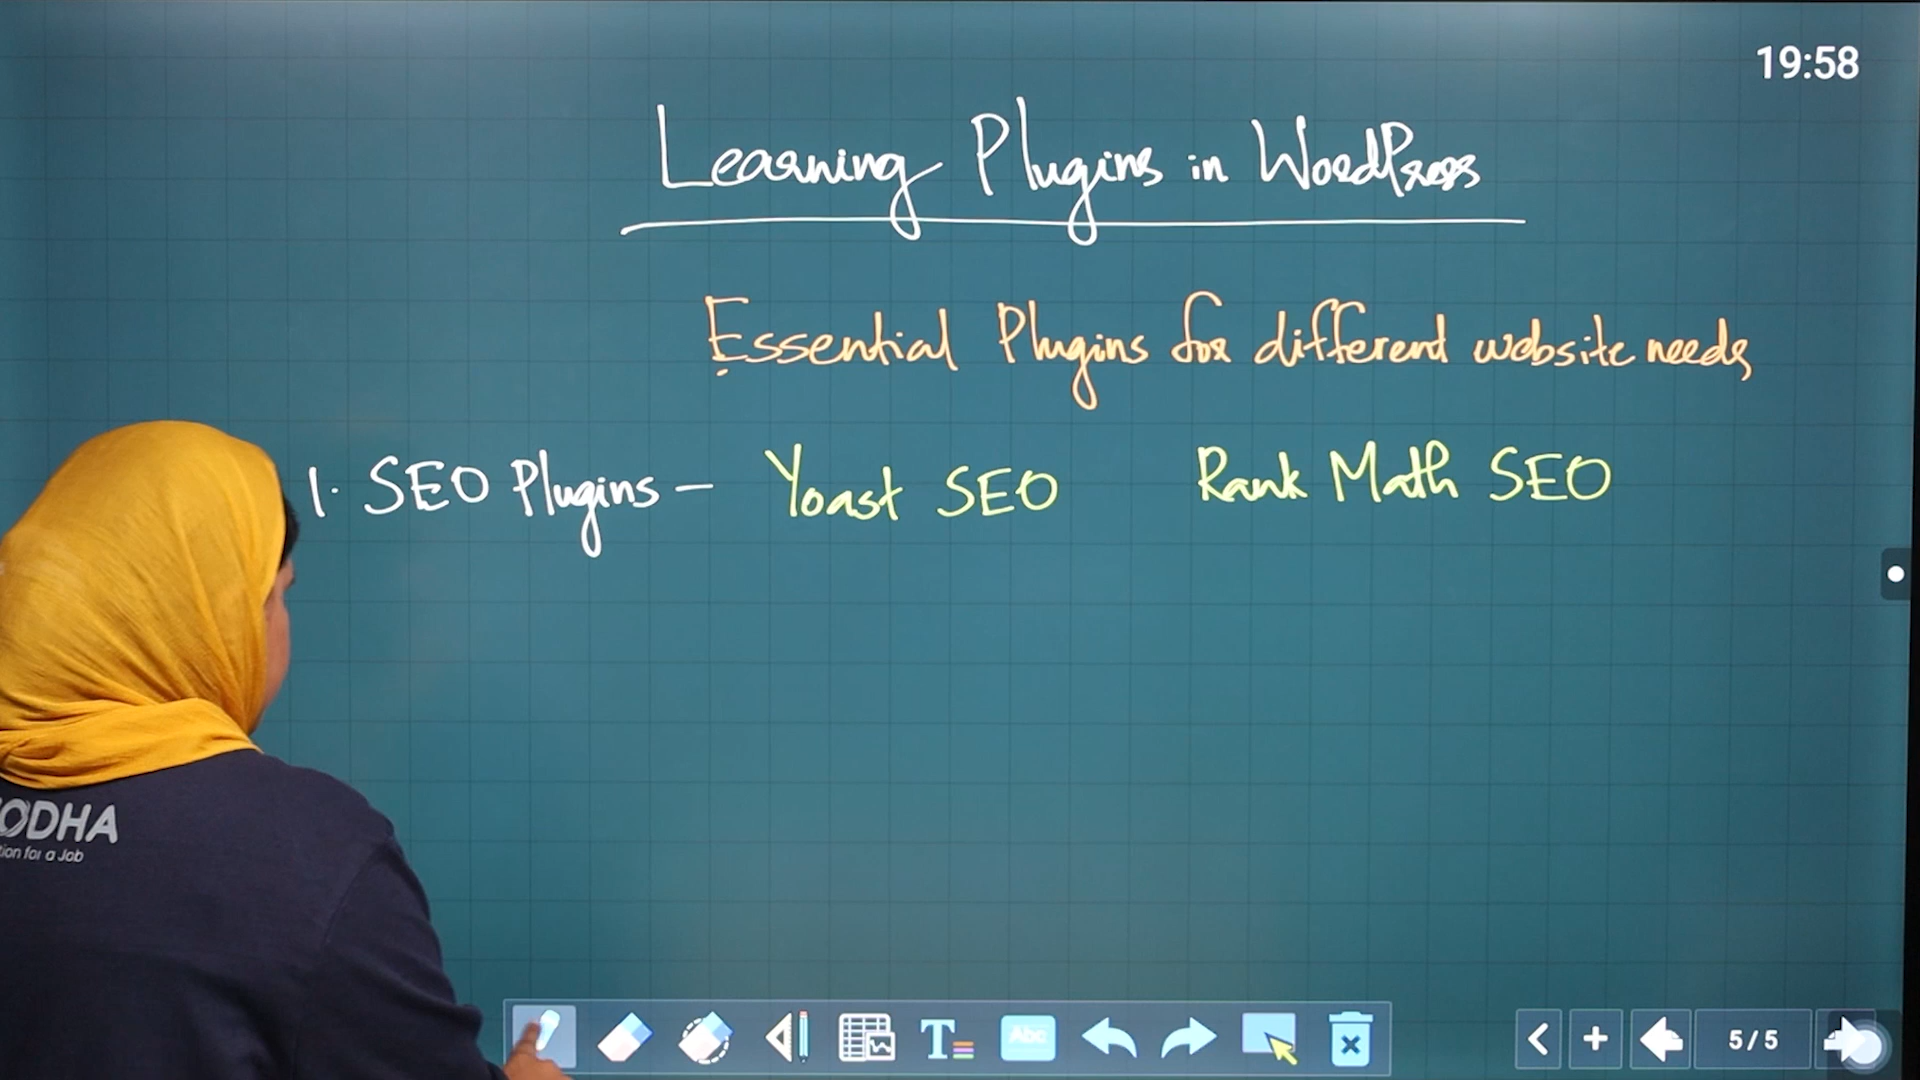 19:58
Learning Plugins in WordPress
Essential Plugins for different website needs
1. SEO Plugins - Yoast SEO Rank Math SEO
ODHA
tion for a Job
T Abc
5/5